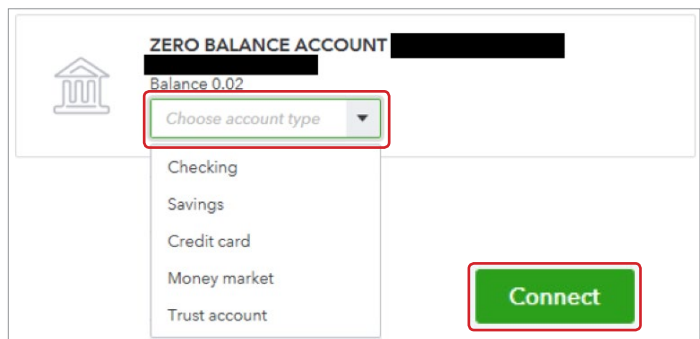 ZERO BALANCE ACCOUNT
Balance 0.02
Choose account type
Checking
Savings
Credit card
Money market
Trust account
Connect